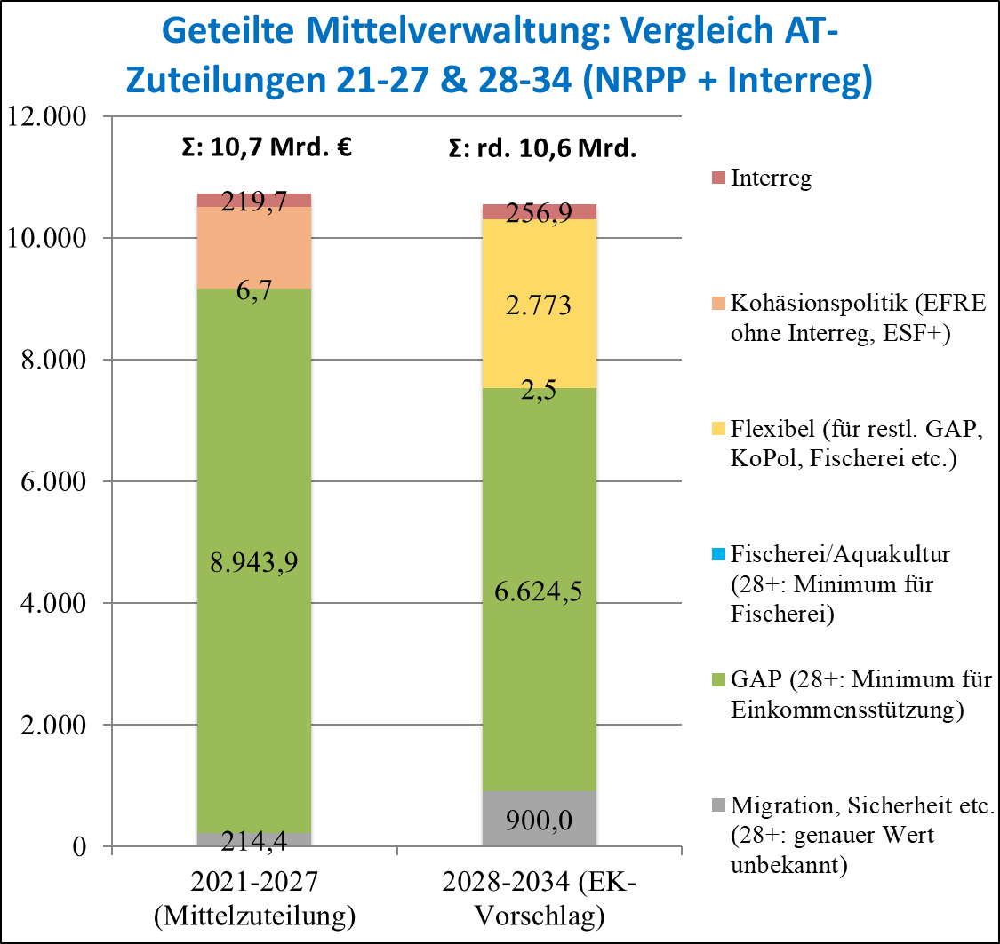 Geteilte Mittelverwaltung: Vergleich AT-
Zuteilungen 21-27 & 28-34 (NRPP + Interreg)
12.000
10.000
8.000
6.000
4.000
2.000
0
Σ: 10,7 Mrd. €
219,7
6,7
8.943,9
214,4
2021-2027
(Mittelzuteilung)
Σ: rd. 10,6 Mrd.
256,9
2.773
2,5
6.624,5
900,0
2028-2034 (EK-
Vorschlag)
Interreg
Kohäsionspolitik (EFRE
ohne Interreg, ESF+)
Flexibel (für restl. GAP,
KoPol, Fischerei etc.)
Fischerei/Aquakultur
(28+: Minimum für
Fischerei)
GAP (28+: Minimum für
Einkommensstützung)
Migration, Sicherheit etc.
(28+: genauer Wert
unbekannt)